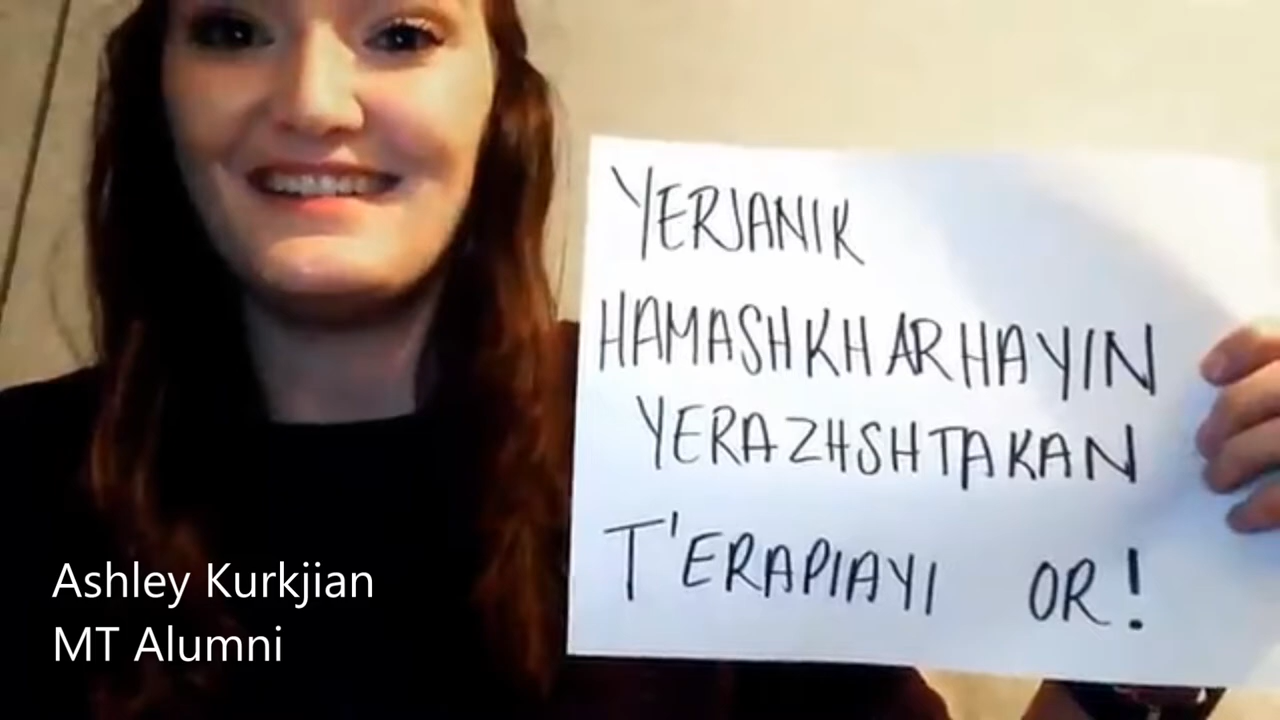 YERJANIK
HAMASHKHARHAYIN
YERAZHSHTAKAN
T'ERAPIAYI OR!
Ashley Kurkjian
MT Alumni